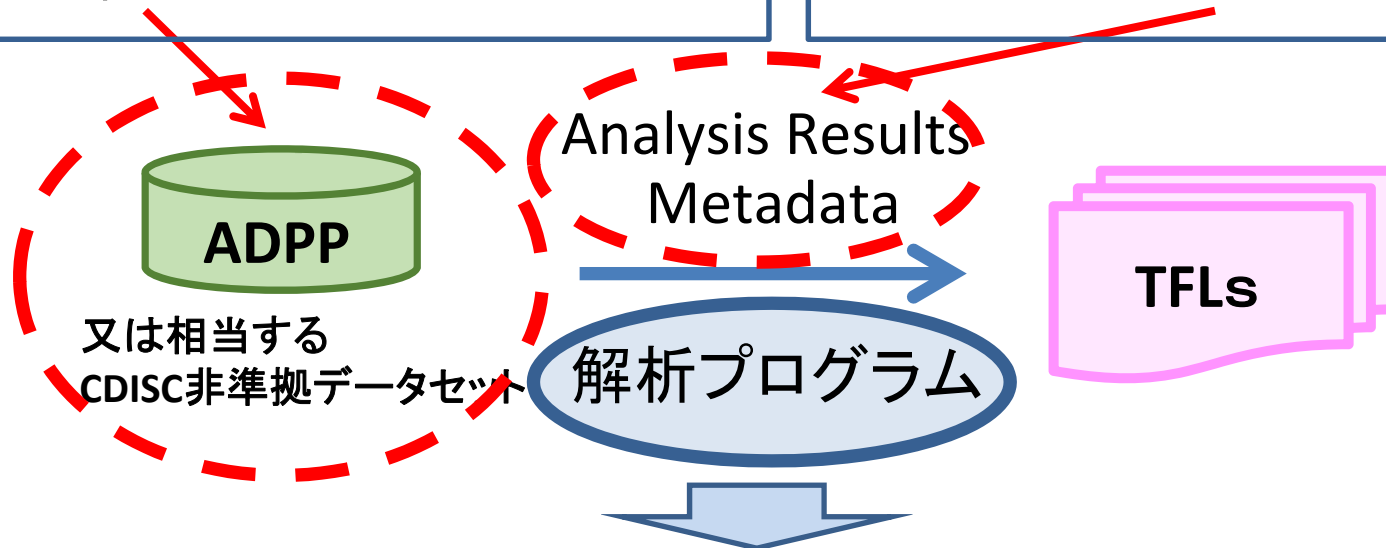 Analysis Results
Metadata
ADPP
又は相当する
CDISC非準拠データセット
解析プログラム
TFLs